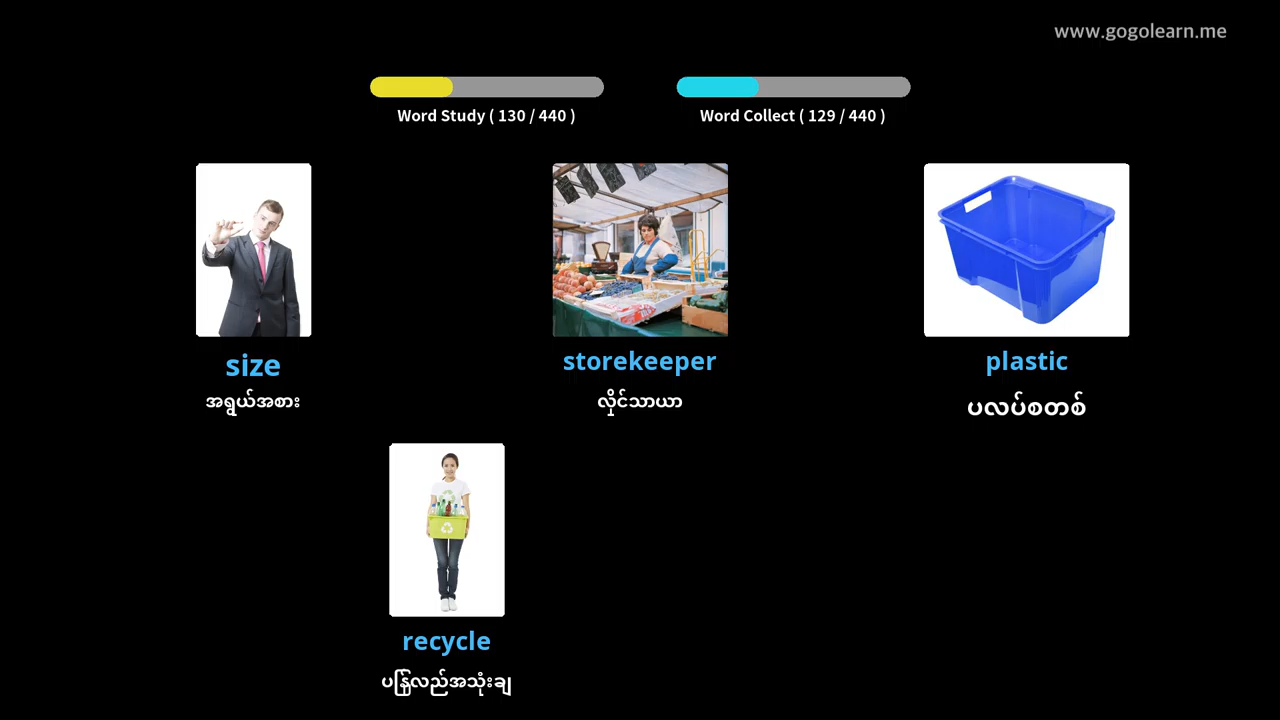 www.gogolearn.me
Word Study ( 130 / 440 )
Word Collect ( 129 / 440 )
size
storekeeper
plastic
အရွယ်အစား
လှိုင်သာယာ
ပလပ်စတစ်
recycle
ပြန်လည်အသုံးချ